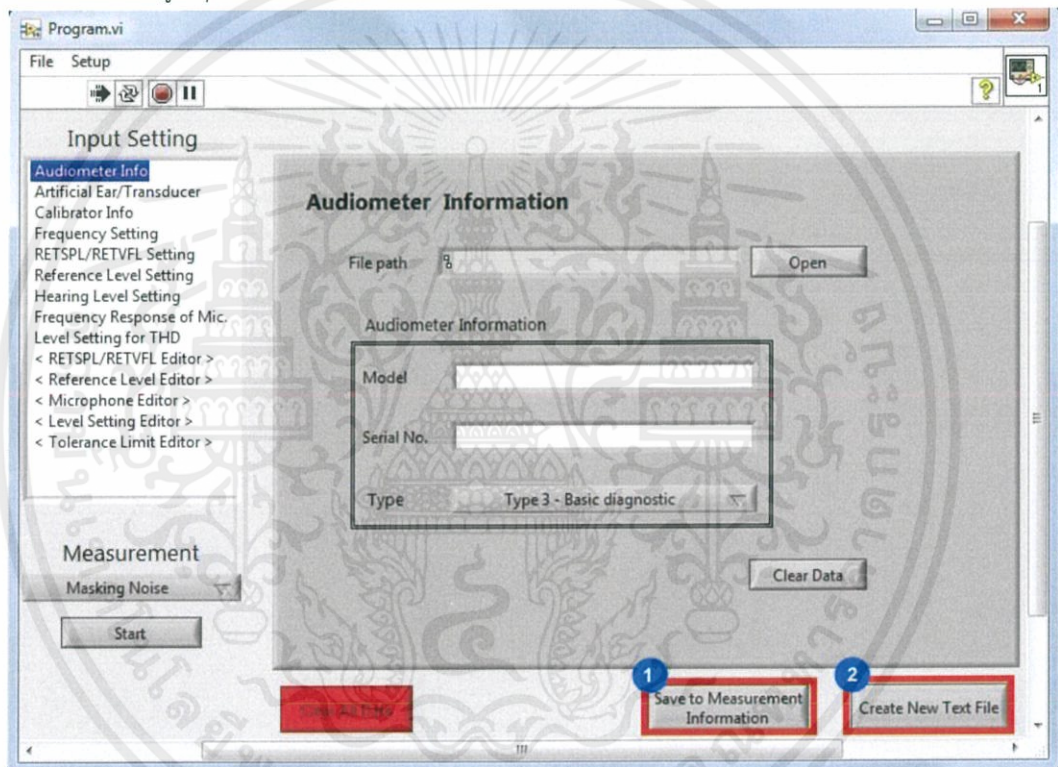 Program.vi
File Setup
1
Input Setting
Audiometer Info
Artificial Ear/Transducer
Calibrator Info
Frequency Setting
RETSPL/RETVFL Setting
Reference Level Setting
Hearing Level Setting
Frequency Response of Mic.
Level Setting for THD
< RETSPL/RETVFL Editor >
< Reference Level Editor >
< Microphone Editor >
< Level Setting Editor >
< Tolerance Limit Editor >
Measurement
Masking Noise
Start
Audiometer Information
File path
Open
Audiometer Information
Model
Serial No.
Type Type 3 - Basic diagnostic
Clear Data
1
Save to Measurement
Information
2
Create New Text File